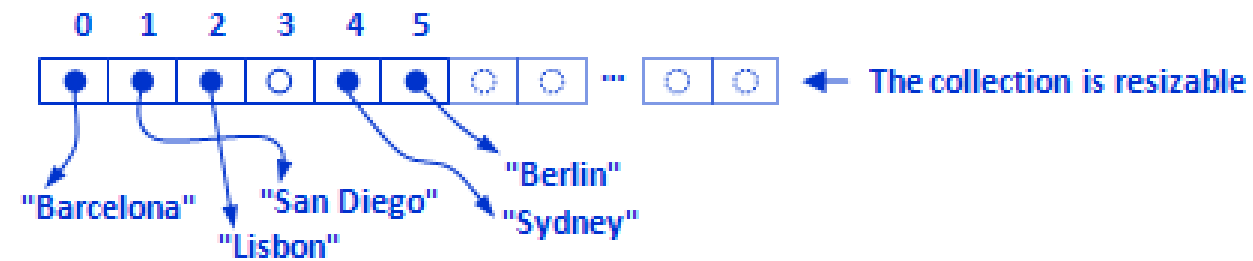 0 1 2 3 4 5
... The collection is resizable
"Berlin"
"Barcelona" "San Diego" "Sydney"
"Lisbon"